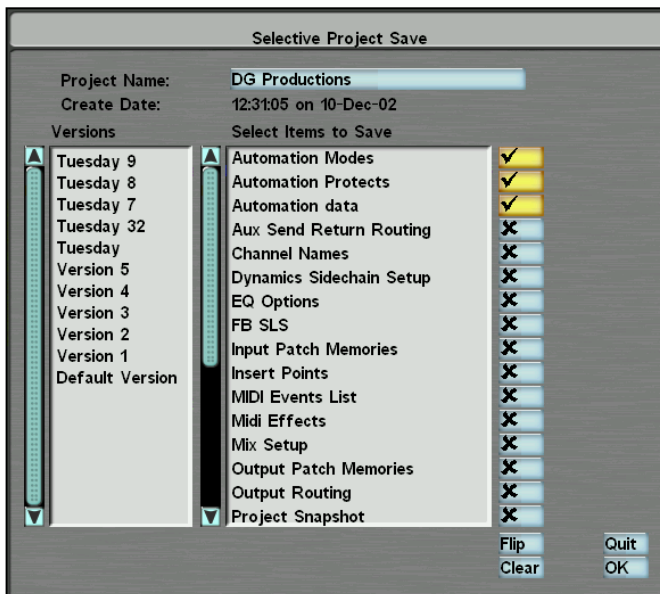 Selective Project Save
Project Name: DG Productions
Create Date: 12:31:05 on 10-Dec-02
Versions
Tuesday 9
Tuesday 8
Tuesday 7
Tuesday 32
Tuesday
Version 5
Version 4
Version 3
Version 2
Version 1
Default Version
Select Items to Save
Automation Modes
Automation Protects
Automation data
Aux Send Return Routing
Channel Names
Dynamics Sidechain Setup
EQ Options
FB SLS
Input Patch Memories
Insert Points
MIDI Events List
Midi Effects
Mix Setup
Output Patch Memories
Output Routing
Project Snapshot
Flip
Quit
Clear
OK